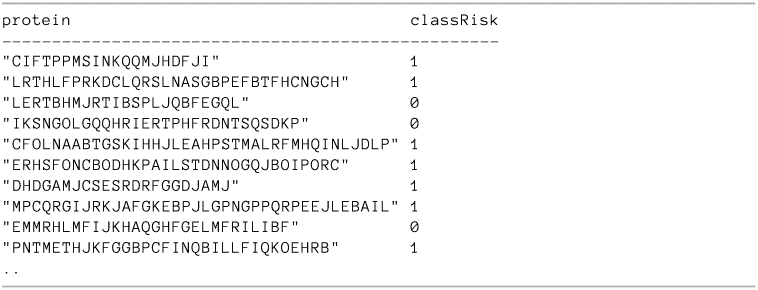 protein classRisk
--------------------------------------------------
"CIFTPPMSINKQQMJHDFJI" 1
"LRTHLFPRKDCLQRSLNASGBPEFBTFHCNGCH" 1
"LERTBHMJRTIBSPLJQBFEGQL" 0
"IKSNGOLGQQHRIERTPHFRDNTSQSDKP" 0
"CFOLNAABTGSKIHHJLEAHPSTMALRFMHQINLJDLP" 1
"ERHSFONCBODHKPAILSTDNNOGQJBOIPORC" 1
"DHDGAMJCSESRDRFGGDJAMJ" 1
"MPCQRGIJRKJAFGKEBPJLGPNGPPQRPEEJLEBAIL" 1
"EMMRHLMFIJKHAQGHFGELMFRILIBF" 0
"PNTMETHJKFGGBPCFINQBILLFIQKOEHRB" 1
..